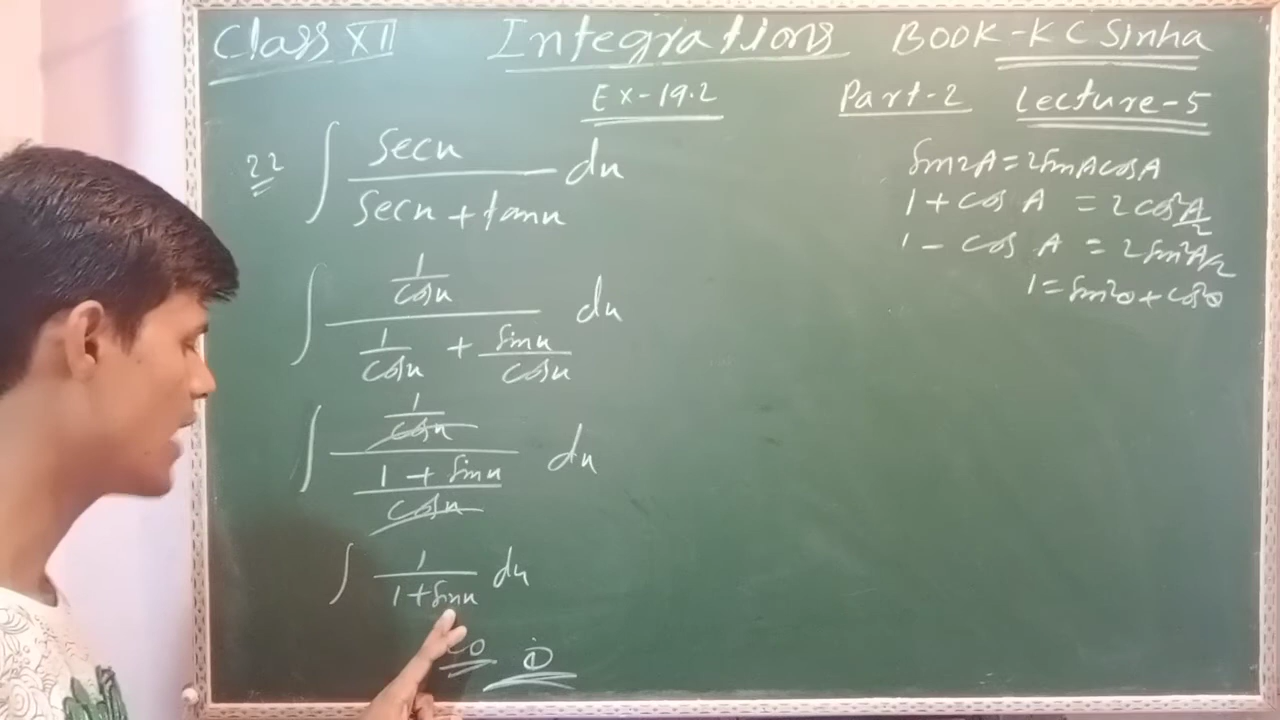 Class XII Integrations BOOK-KC Sinha
Ex-19.2 Part-2 Lecture-5
22 ∫ secx / (secx + tanx) dx
∫ (1/cosx) / (1/cosx + sinx/cosx) dx
∫ (1/cosx) / ((1 + sinx)/cosx) dx
∫ 1/(1+sinx) dx
①
sin2A = 2sinAcosA
1 + cos A = 2cos²A/2
1 - cos A = 2sin²A/2
1 = sin²θ + cos²θ